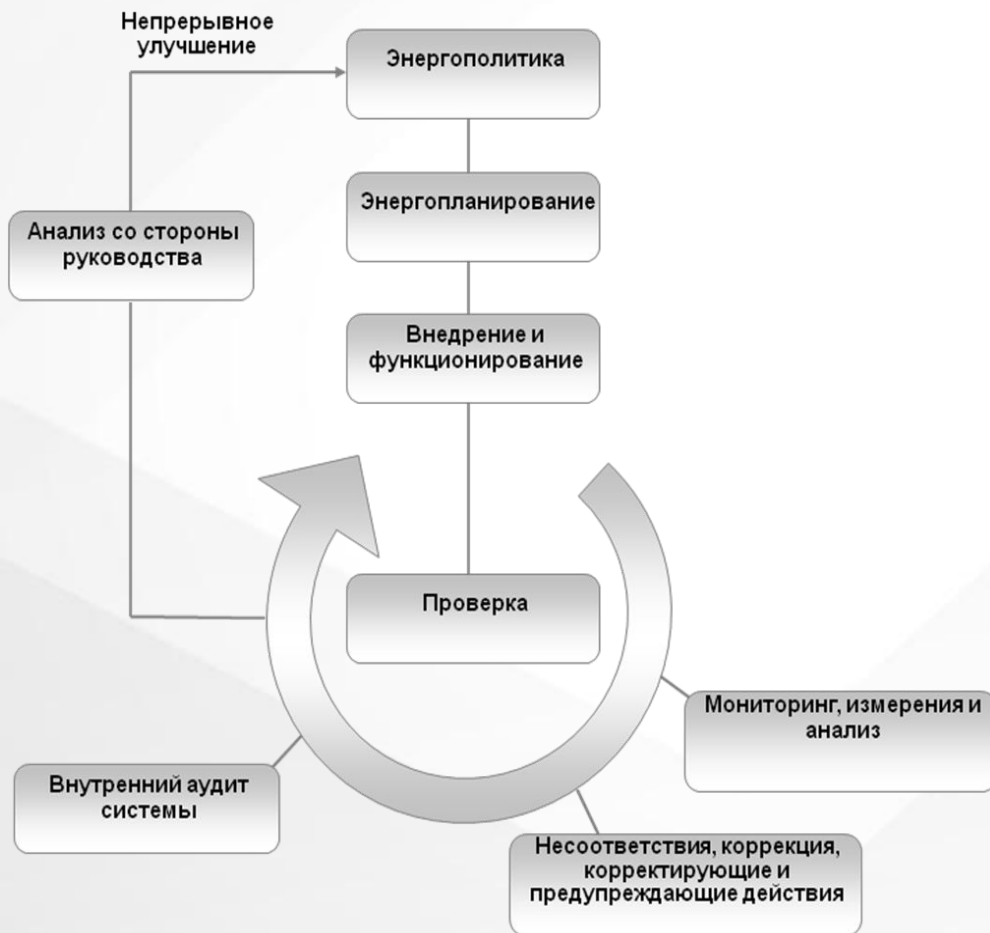 Непрерывное
улучшение
Энергополитика
Энергопланирование
Анализ со стороны
руководства
Внедрение и
функционирование
Проверка
Мониторинг, измерения и
анализ
Внутренний аудит
системы
Несоответствия, коррекция,
корректирующие и
предупреждающие действия